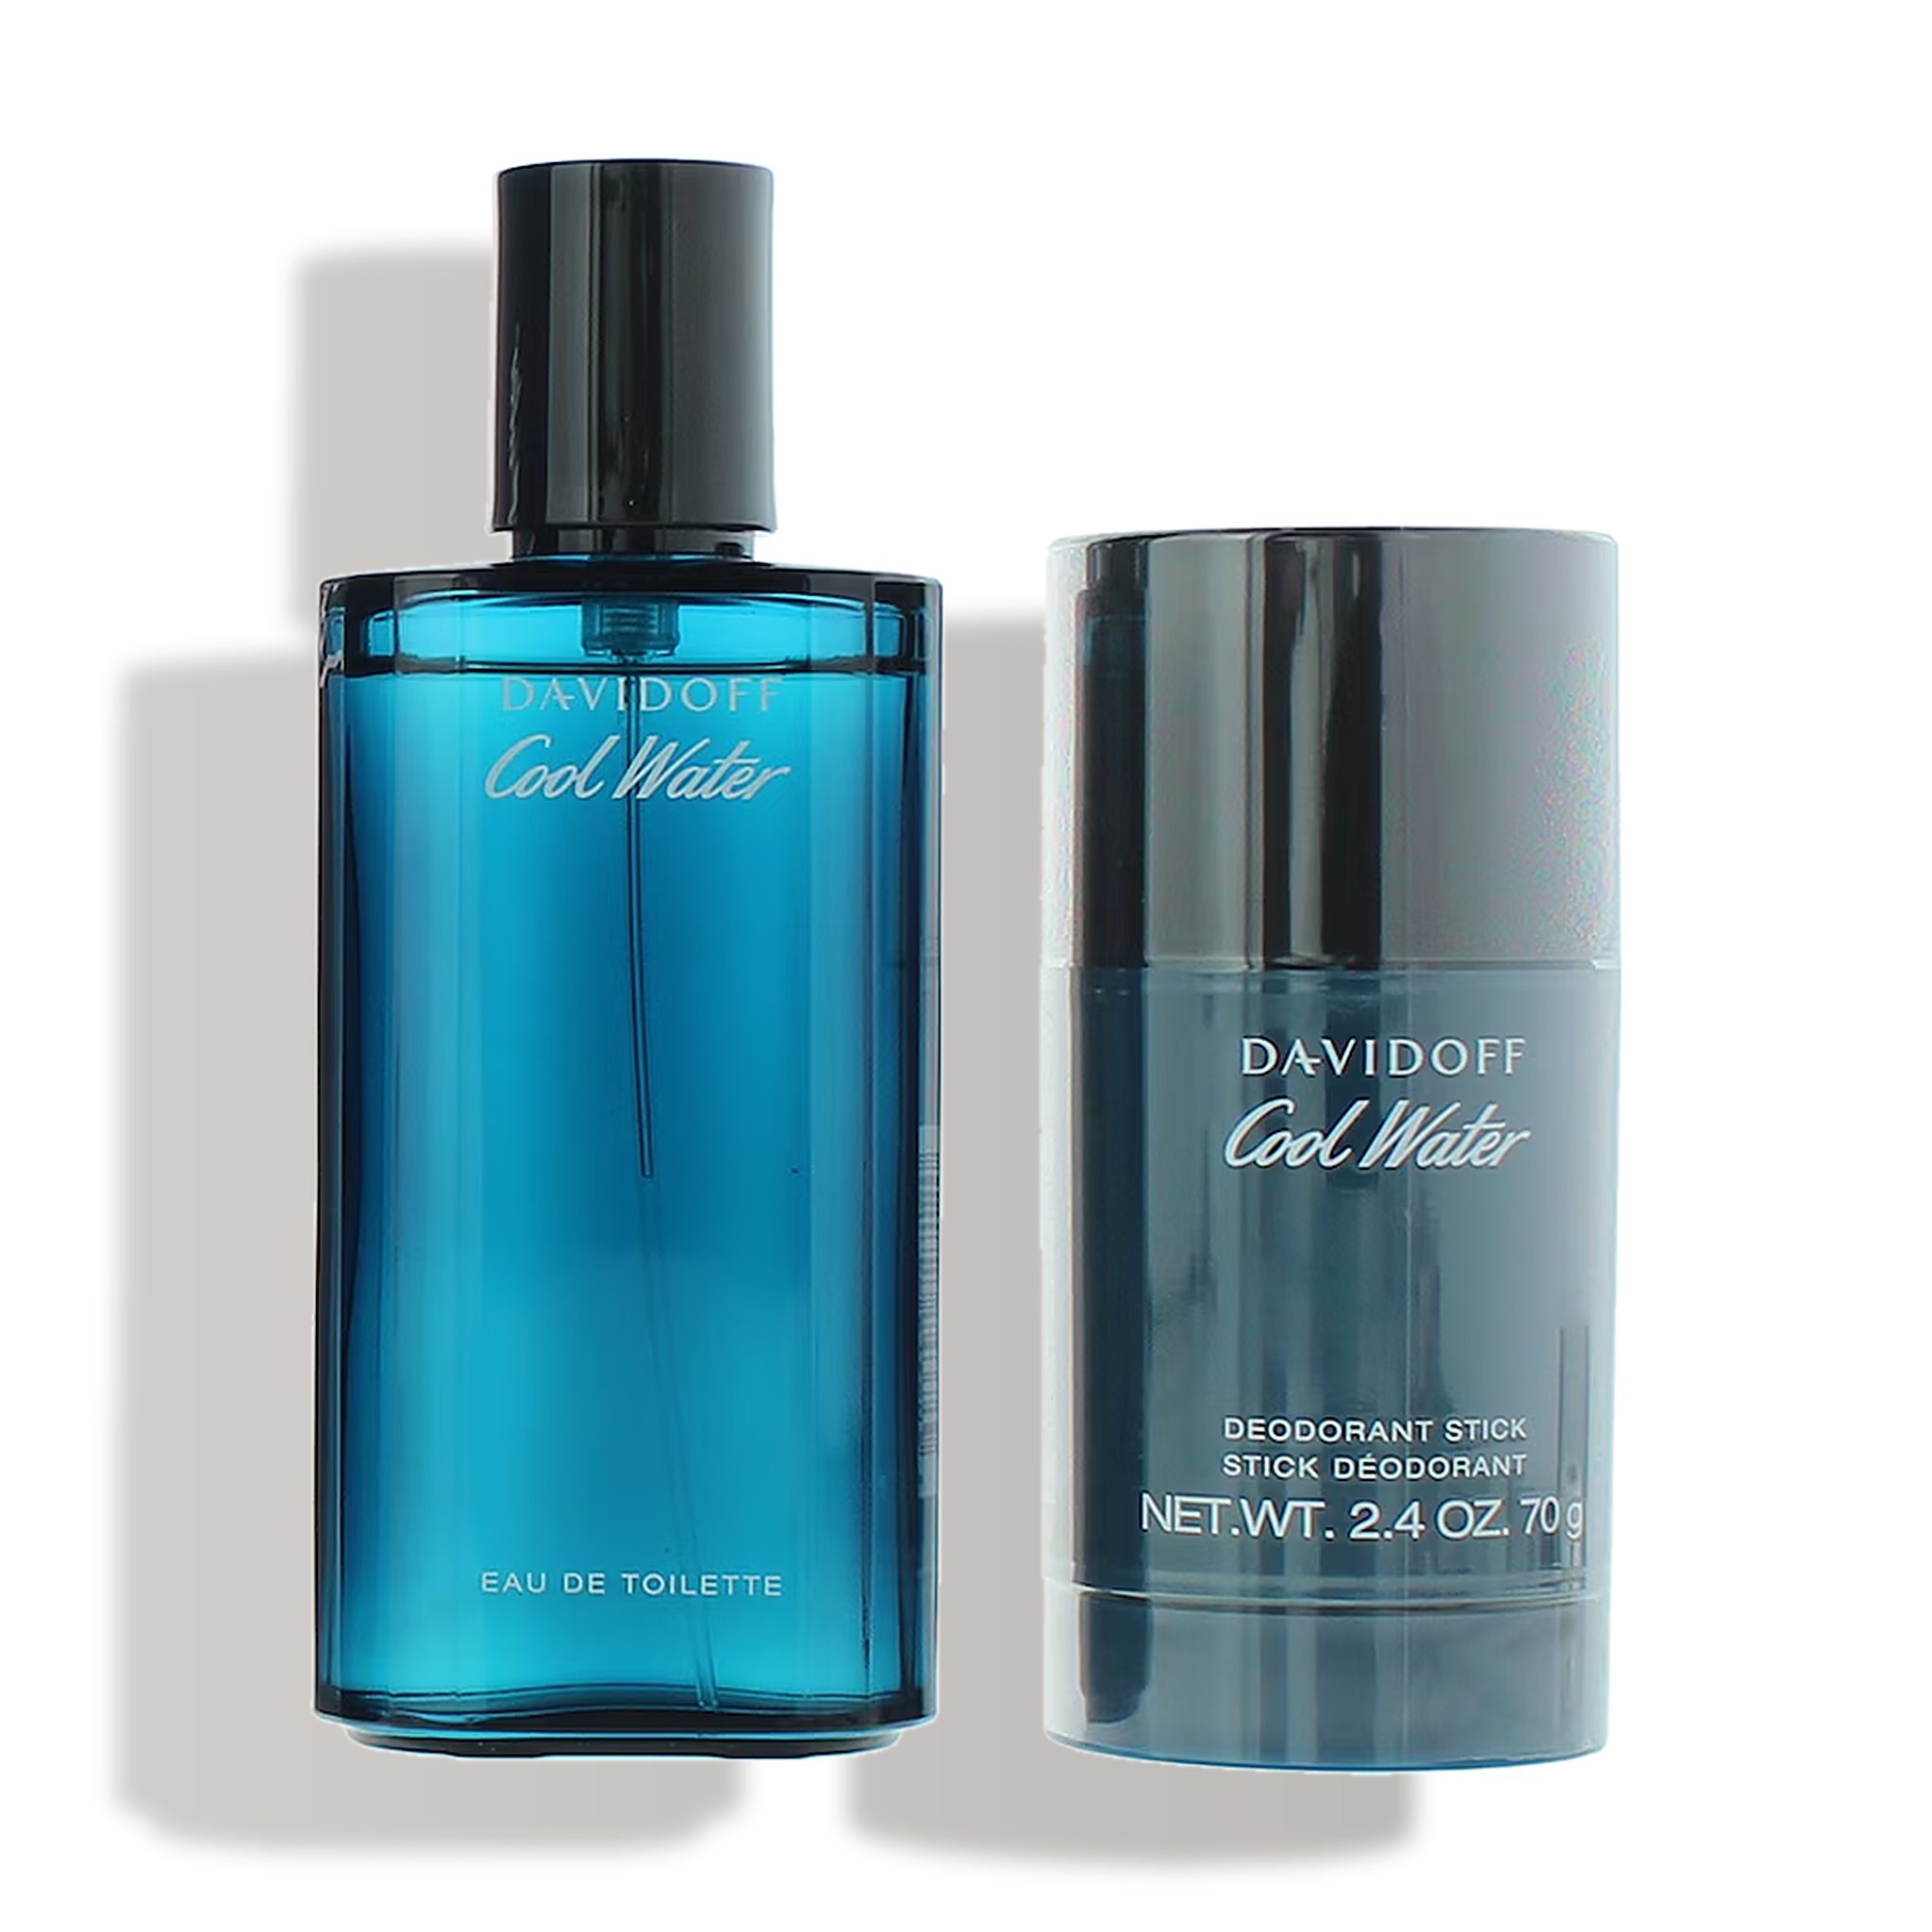 DAVIDOFF
Cool Water
EAU DE TOILETTE
DAVIDOFF
Cool Water
DEODORANT STICK
STICK DÉODORANT
NET.WT. 2.4 OZ. 70 g